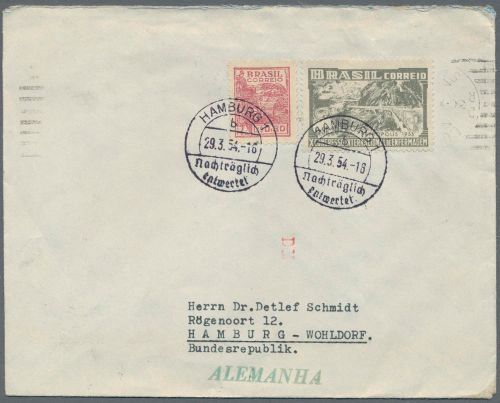 BRASIL
CORREIO
BRASIL CORREIO
HAMBURG
29.3.54.-18
Nachträglich
entwertet
HAMBURG 1
29.3.54.-18
Nachträglich
entwertet
Herrn Dr.Detlef Schmidt
Rögenoort 12.
HAMBURG - WOHLDORF.
Bundesrepublik.
ALEMANHA